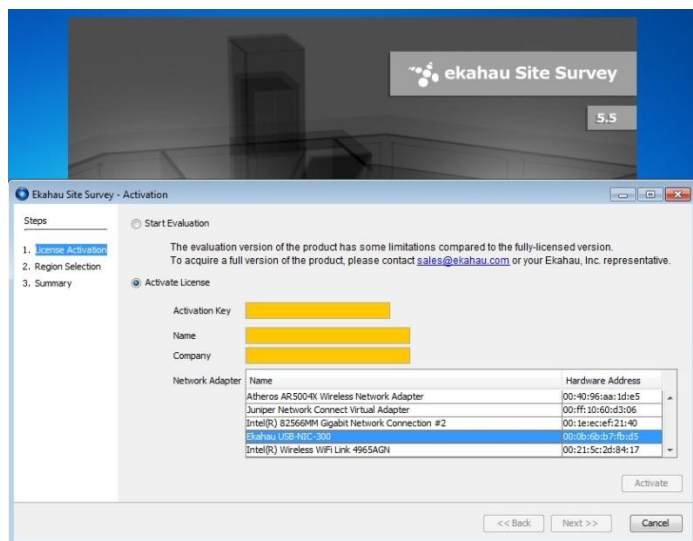 ekahau Site Survey
5.5
Ekahau Site Survey - Activation
Steps
1. License Activation
2. Region Selection
3. Summary
Start Evaluation
The evaluation version of the product has some limitations compared to the fully-licensed version.
To acquire a full version of the product, please contact sales@ekahau.com or your Ekahau, Inc. representative.
Activate License
Activation Key
Name
Company
Network Adapter
Name Hardware Address
Atheros AR5004X Wireless Network Adapter 00:40:96:aa:1d:e5
Juniper Network Connect Virtual Adapter 00:ff:10:60:d3:06
Intel(R) 82566MM Gigabit Network Connection #2 00:1e:ec:ef:21:40
Ekahau USB-NIC-300 00:0b:6b:b7:fb:d5
Intel(R) Wireless WiFi Link 4965AGN 00:21:5c:2d:84:17
Activate
<< Back Next >> Cancel